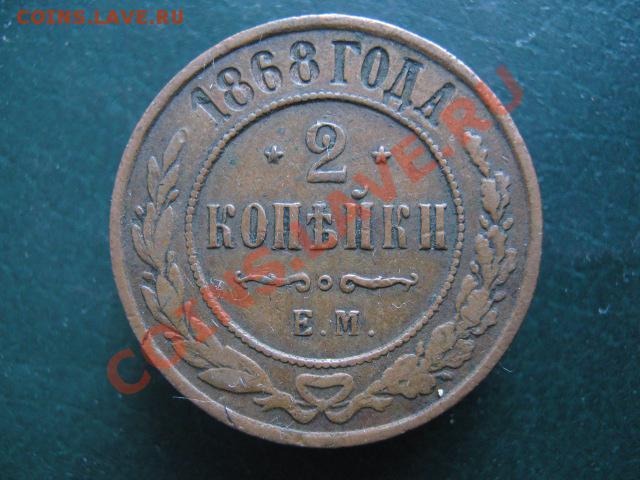 COINS.LAVE.RU
1868 ГОДА
2
КОПѢЙКИ
Е.М.
COINS.LAVE.RU